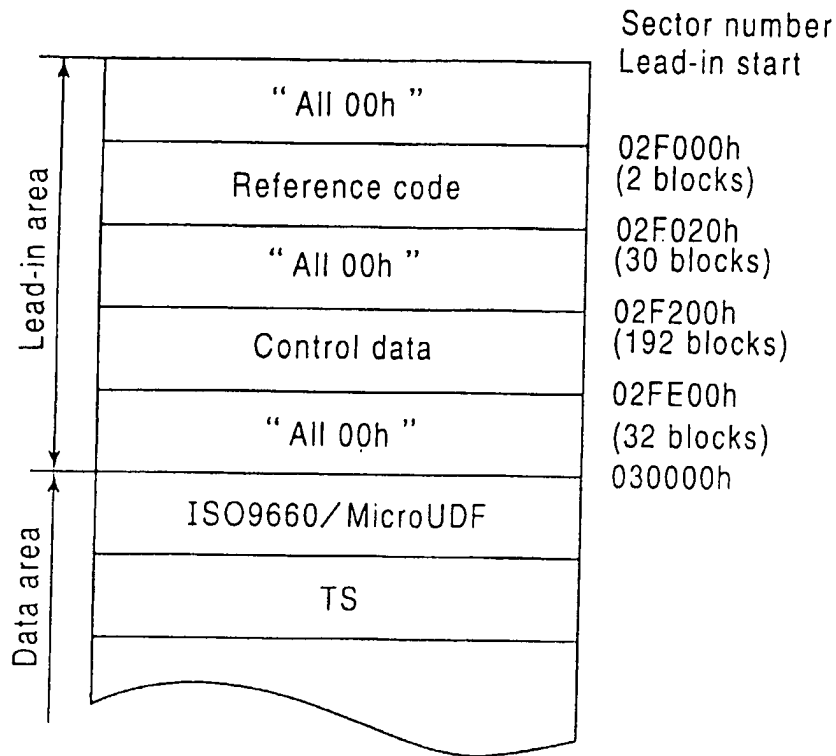 Sector number
Lead-in start
“ All 00h ”
02F000h
(2 blocks)
Reference code
02F020h
(30 blocks)
“ All 00h ”
02F200h
(192 blocks)
Control data
02FE00h
(32 blocks)
“ All 00h ”
030000h
ISO9660/MicroUDF
TS
Lead-in area
Data area